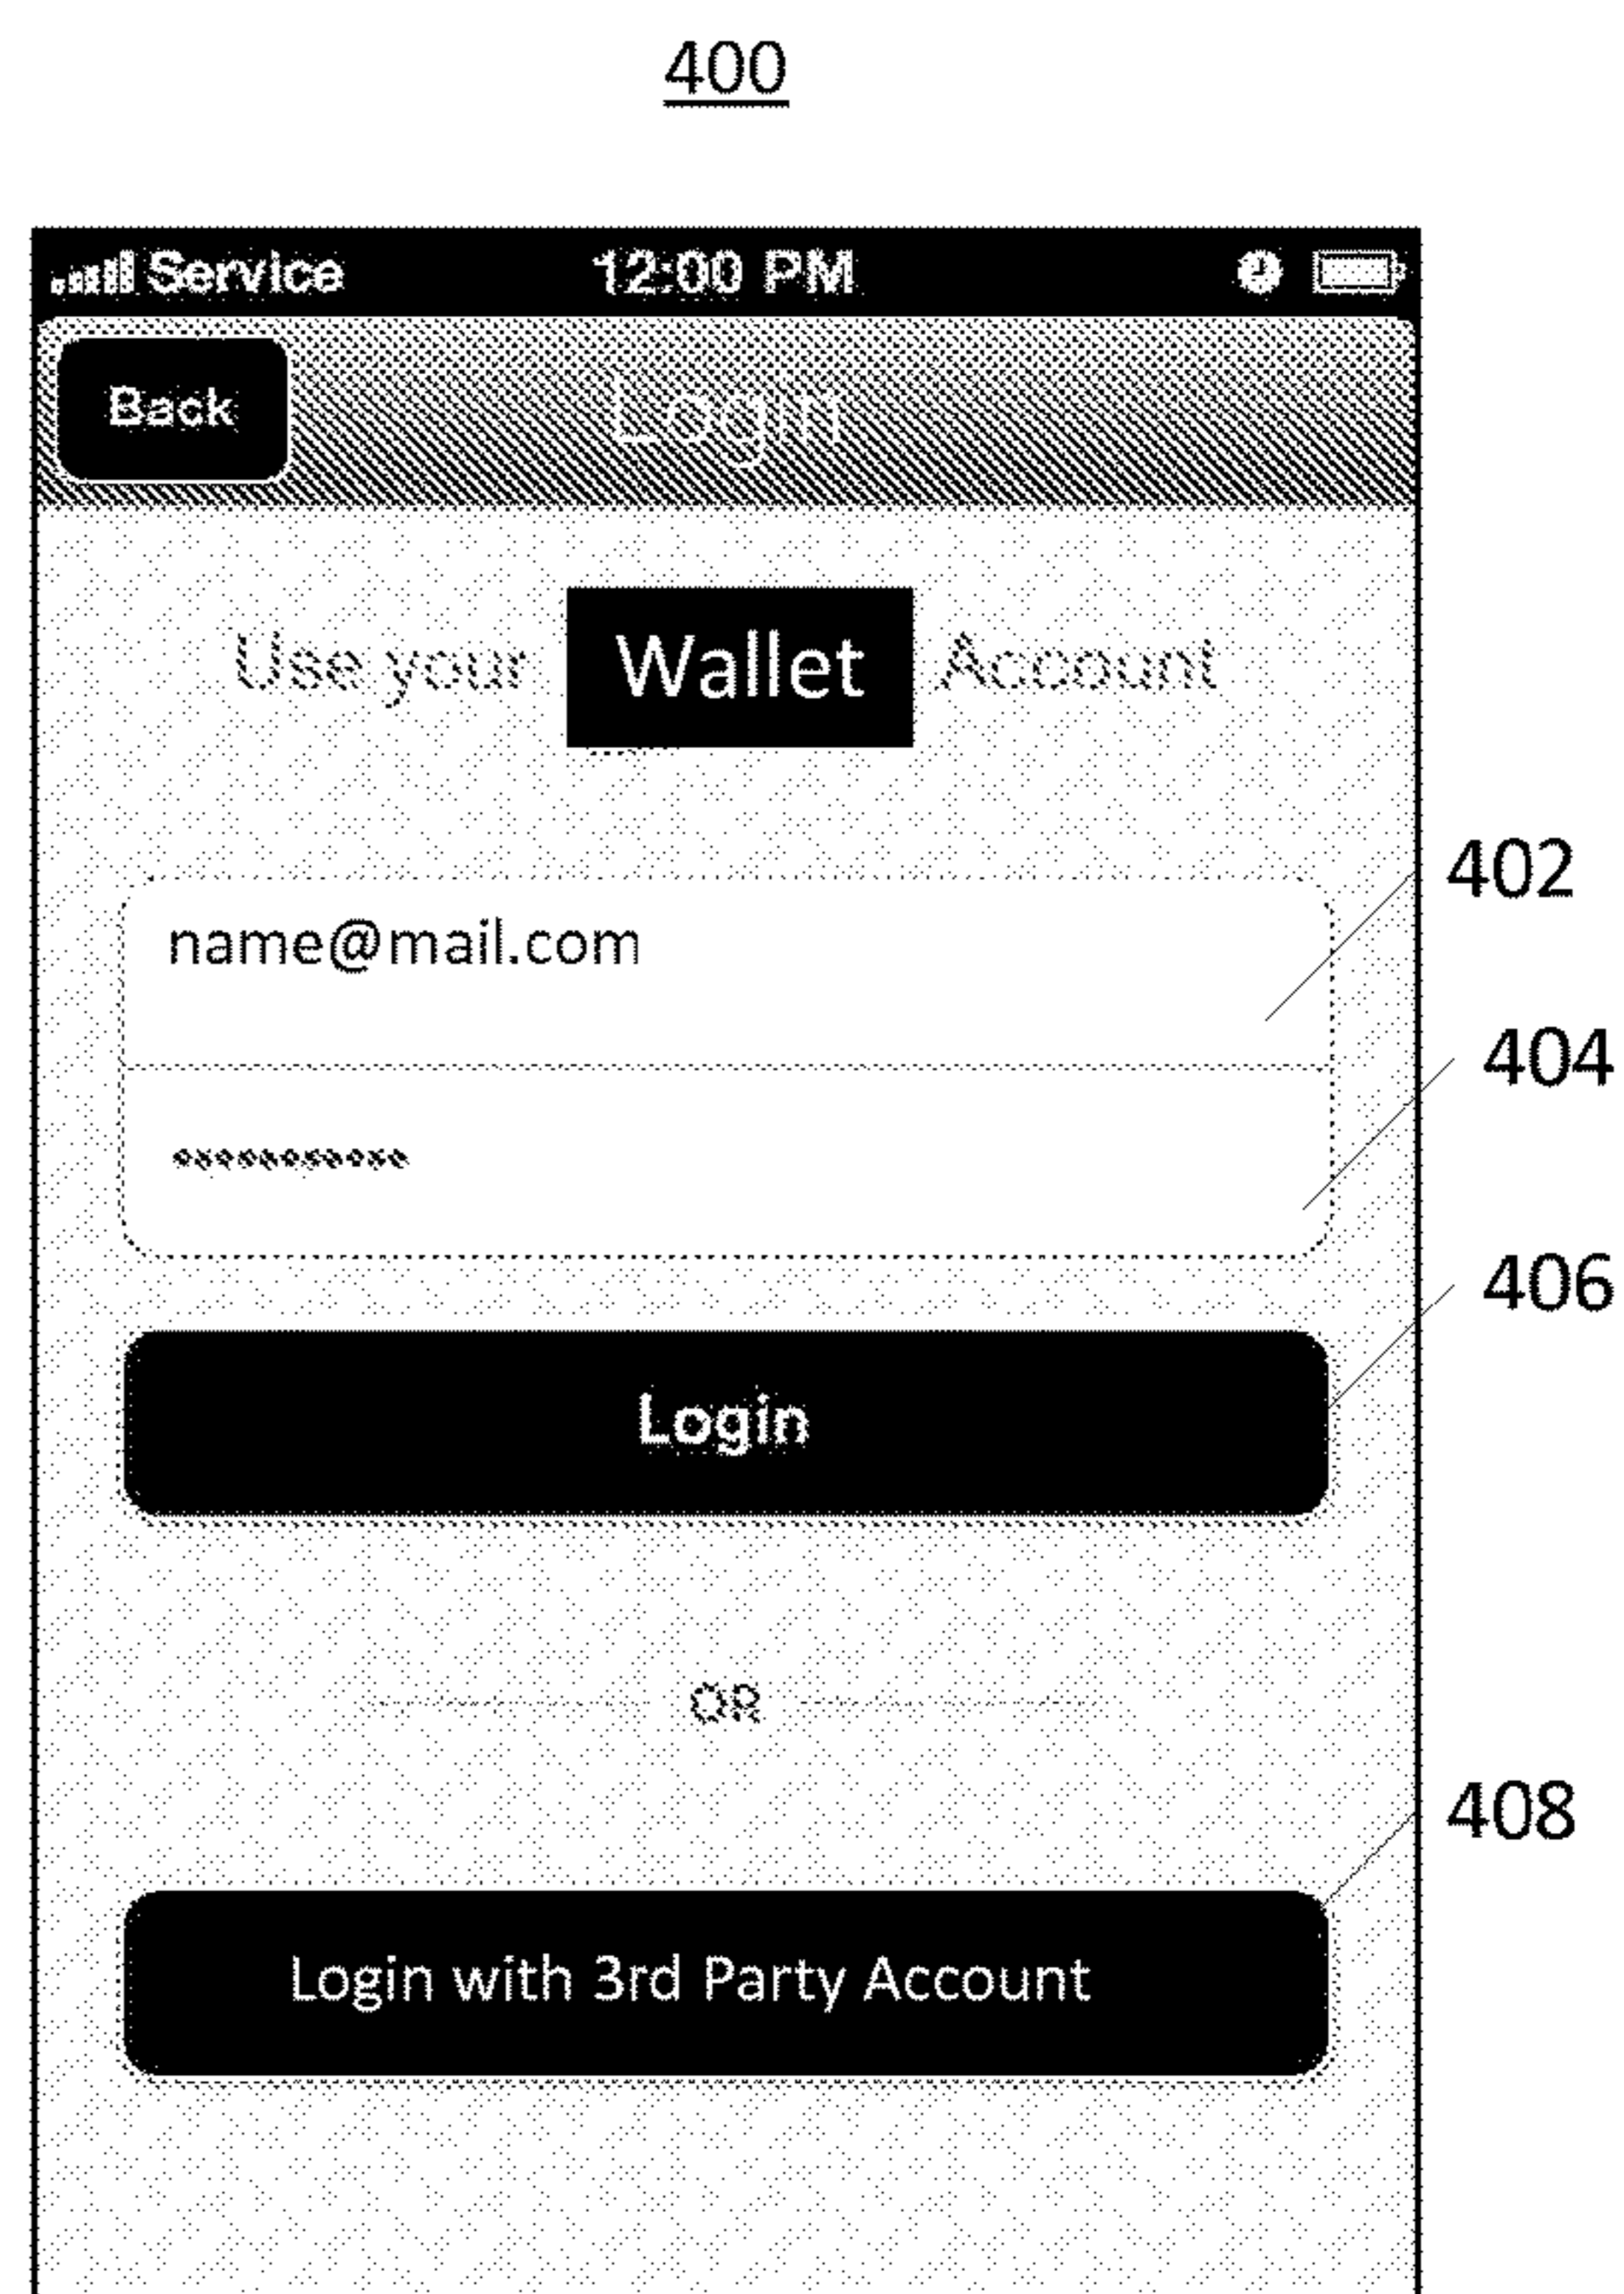 400
Service 12:00 PM
Back Login
Use your Wallet Account
402
name@mail.com
404
406
Login
OR
408
Login with 3rd Party Account